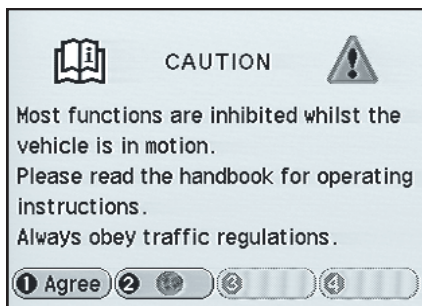 CAUTION
Most functions are inhibited whilst the
vehicle is in motion.
Please read the handbook for operating
instructions.
Always obey traffic regulations.
1 Agree 2 3 4